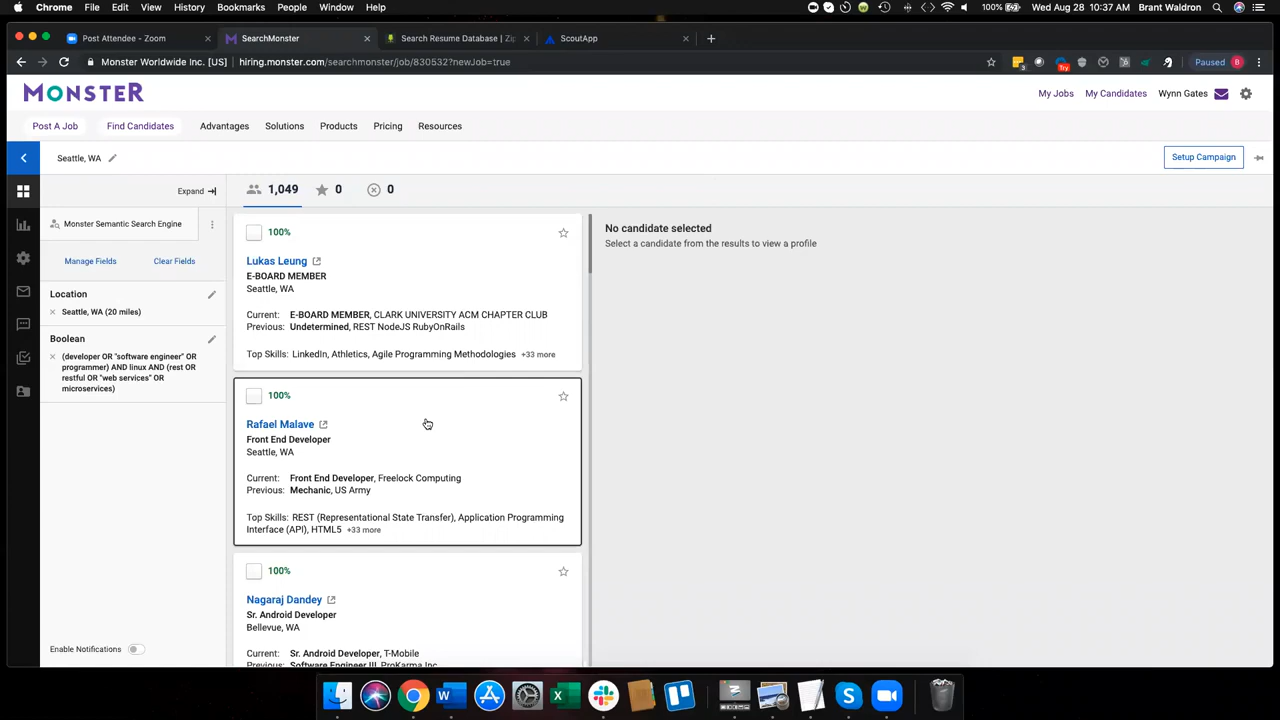 Chrome File Edit View History Bookmarks People Window Help
100% Wed Aug 28 10:37 AM Brant Waldron
Post Attendee - Zoom
SearchMonster
Search Resume Database | Zip
ScoutApp
Monster Worldwide Inc. [US] hiring.monster.com/searchmonster/job/830532?newJob=true
3
Try
Paused B
MONSTER
My Jobs My Candidates Wynn Gates
Post A Job Find Candidates Advantages Solutions Products Pricing Resources
Seattle, WA
Setup Campaign
Expand
1,049 0 0
Monster Semantic Search Engine
Manage Fields Clear Fields
Location
Seattle, WA (20 miles)
Boolean
(developer OR "software engineer" OR
programmer) AND linux AND (rest OR
restful OR "web services" OR
microservices)
Enable Notifications
100%
Lukas Leung
E-BOARD MEMBER
Seattle, WA
Current: E-BOARD MEMBER, CLARK UNIVERSITY ACM CHAPTER CLUB
Previous: Undetermined, REST NodeJS RubyOnRails
Top Skills: LinkedIn, Athletics, Agile Programming Methodologies +33 more
100%
Rafael Malave
Front End Developer
Seattle, WA
Current: Front End Developer, Freelock Computing
Previous: Mechanic, US Army
Top Skills: REST (Representational State Transfer), Application Programming
Interface (API), HTML5 +33 more
100%
Nagaraj Dandey
Sr. Android Developer
Bellevue, WA
Current: Sr. Android Developer, T-Mobile
Previous: Software Engineer III, ProKarma Inc
No candidate selected
Select a candidate from the results to view a profile